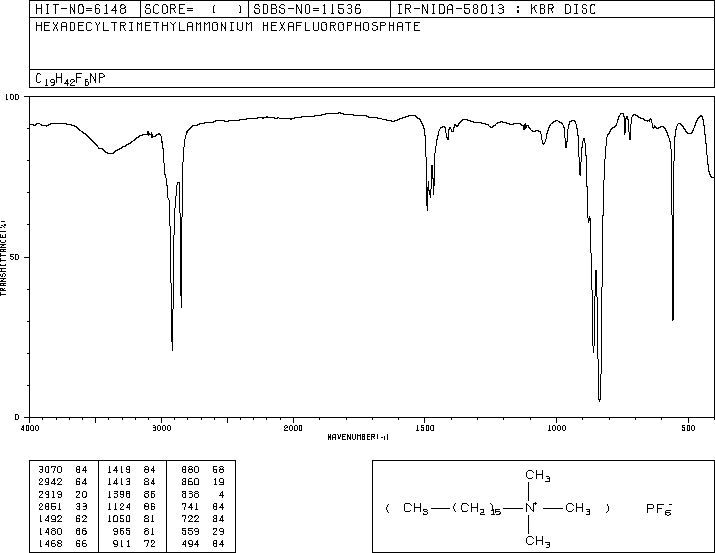 HIT-NO=6148 SCORE= ( ) SDBS-NO=11536 IR-NIDA-58013 : KBR DISC
HEXADECYLTRIMETHYLAMMONIUM HEXAFLUOROPHOSPHATE
C19H42F6NP
100
TRANSMITTANCE(%)
50
0
4000 3000 2000 1500 1000 500
WAVENUMBER(-1)
3070 84 1419 84 880 58
2942 64 1413 84 860 19
2919 20 1398 86 838 4
2851 33 1124 86 741 84
1492 62 1050 81 722 84
1480 66 965 81 559 29
1468 66 911 72 494 84
CH3
( CH3 —(CH2)15 — N+ — CH3 ) PF6-
CH3